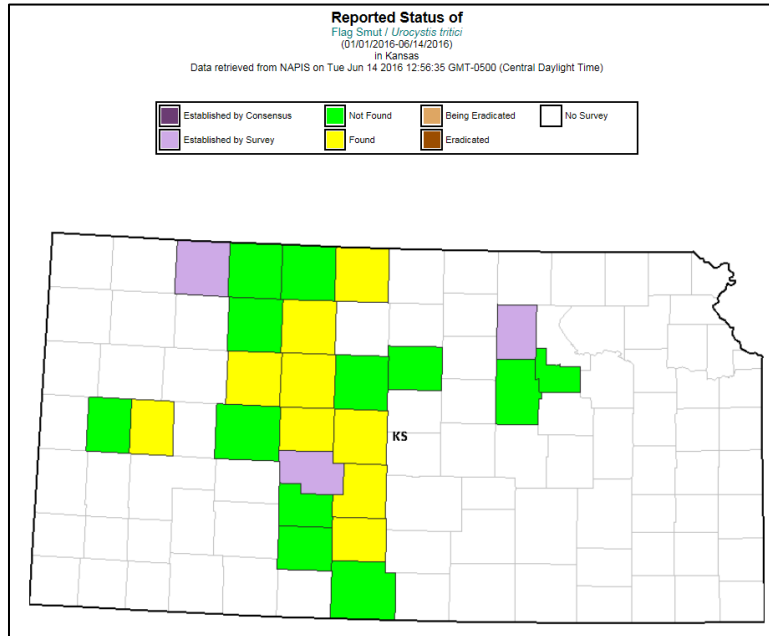 Reported Status of
Flag Smut / Urocystis tritici
(01/01/2016-06/14/2016)
in Kansas
Data retrieved from NAPIS on Tue Jun 14 2016 12:56:35 GMT-0500 (Central Daylight Time)
Established by Consensus Not Found Being Eradicated No Survey
Established by Survey Found Eradicated
KS